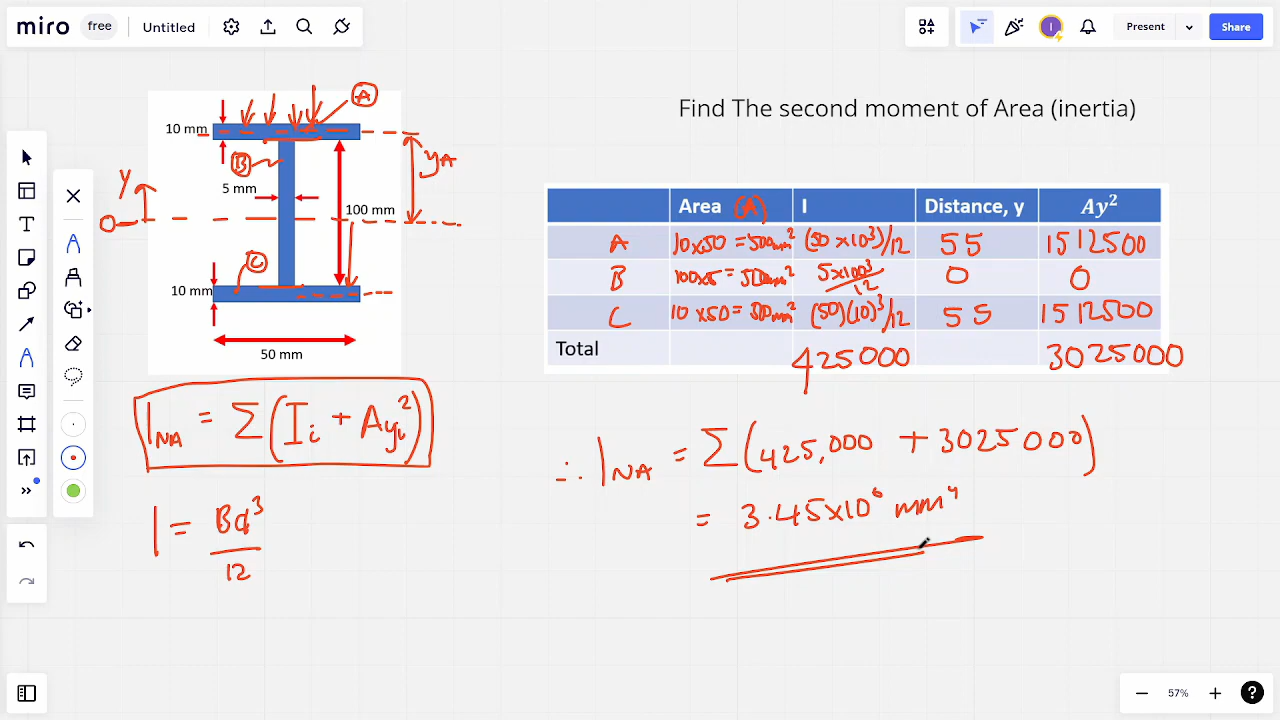 miro free Untitled
Present Share
Find The second moment of Area (inertia)
A
10 mm
B
y
yA
5 mm
O
100 mm
C
10 mm
50 mm
Area (A) I Distance, y Ay²
A 10x50 = 500mm² (50 x10³)/12 55 1512500
B 100x5 = 500mm² 5x100³/12 0 0
C 10 x50 = 500mm² (50)(10)³/12 55 1512500
Total 425000 3025000
I_NA = Σ(I_i + Ay_i²)
∴ I_NA = Σ(425,000 + 3025000)
= 3.45x10⁶ mm⁴
I = Bd³/12
57%